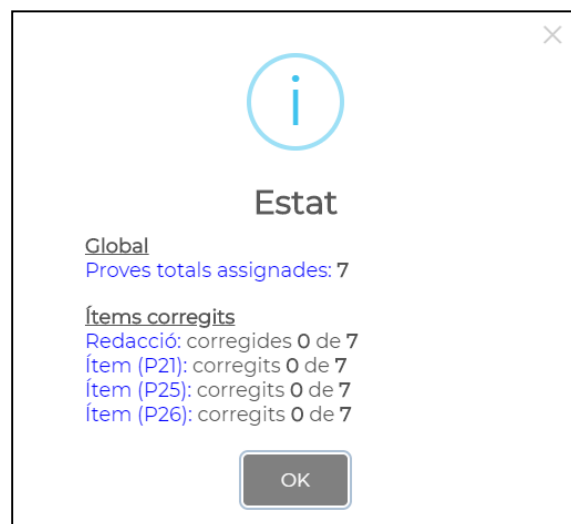 Estat
Global
Proves totals assignades: 7
Ítems corregits
Redacció: corregides 0 de 7
Ítem (P21): corregits 0 de 7
Ítem (P25): corregits 0 de 7
Ítem (P26): corregits 0 de 7
OK